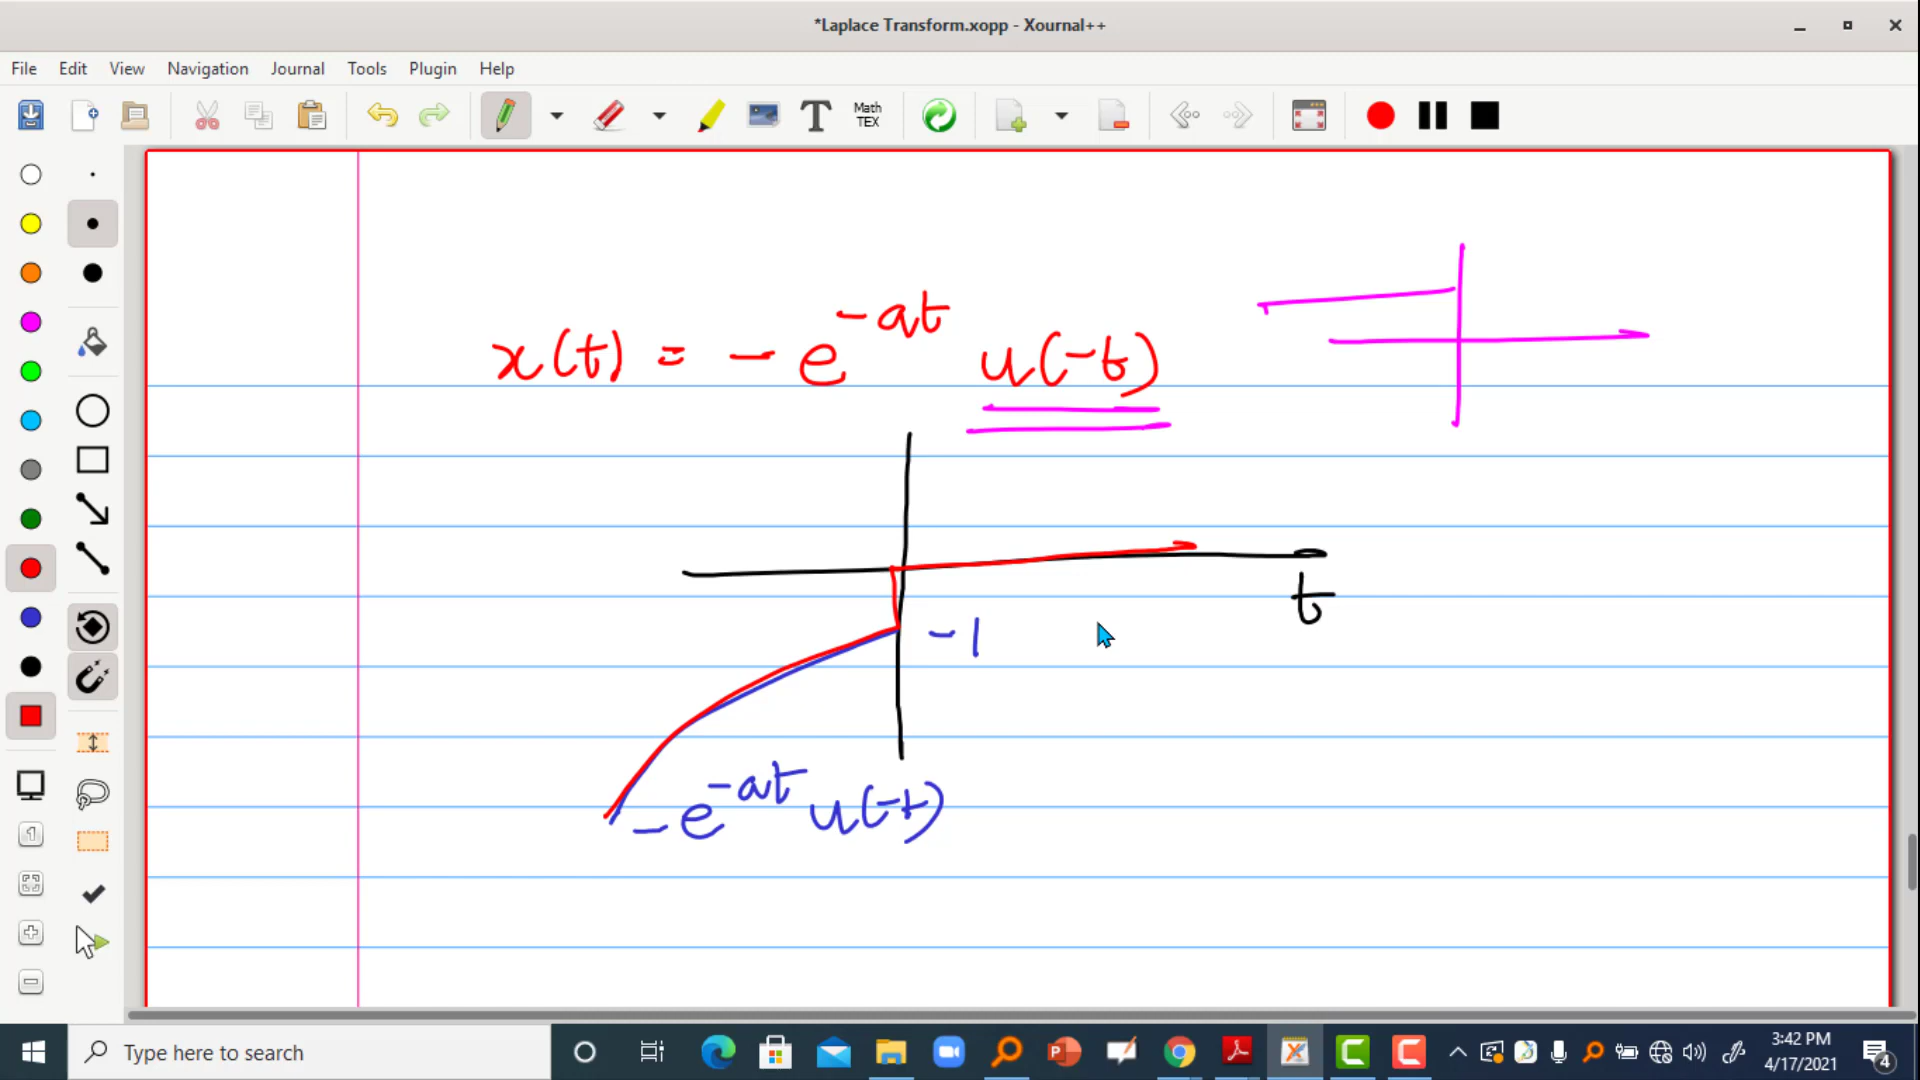 *Laplace Transform.xopp - Xournal++
File Edit View Navigation Journal Tools Plugin Help
Math
TEX
x(t) = -e^{-at} u(-t)
t
-1
-e^{-at} u(-t)
Type here to search
3:42 PM
4/17/2021
4